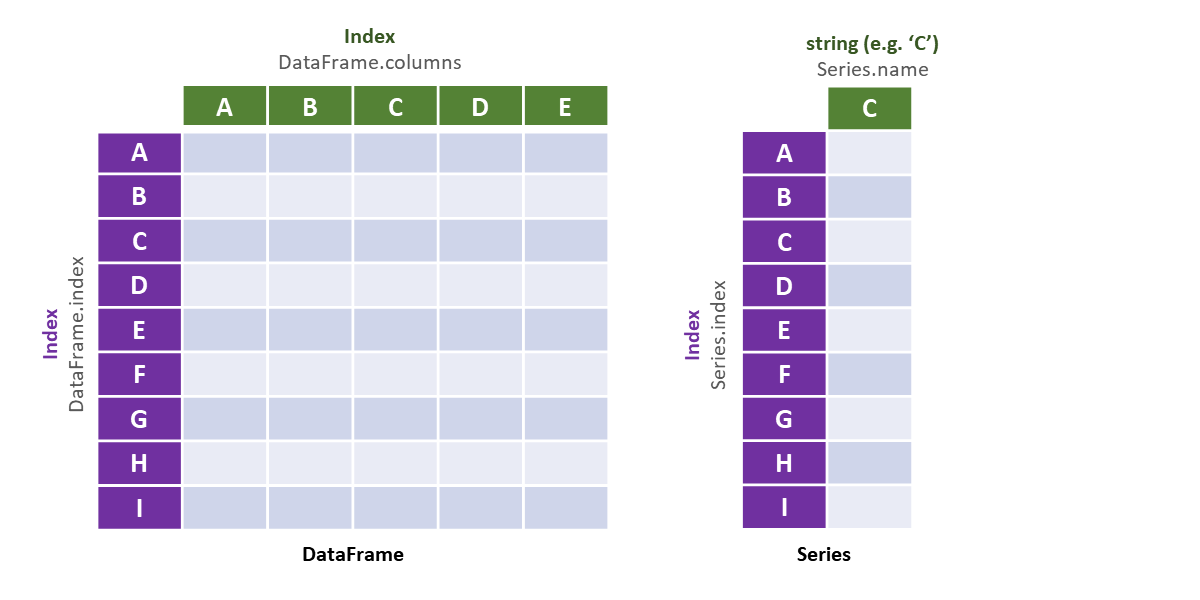 Index
DataFrame.columns
A B C D E
A
B
C
D
E
F
G
H
I
Index
DataFrame.index
DataFrame
string (e.g. ‘C’)
Series.name
C
A
B
C
D
E
F
G
H
I
Index
Series.index
Series